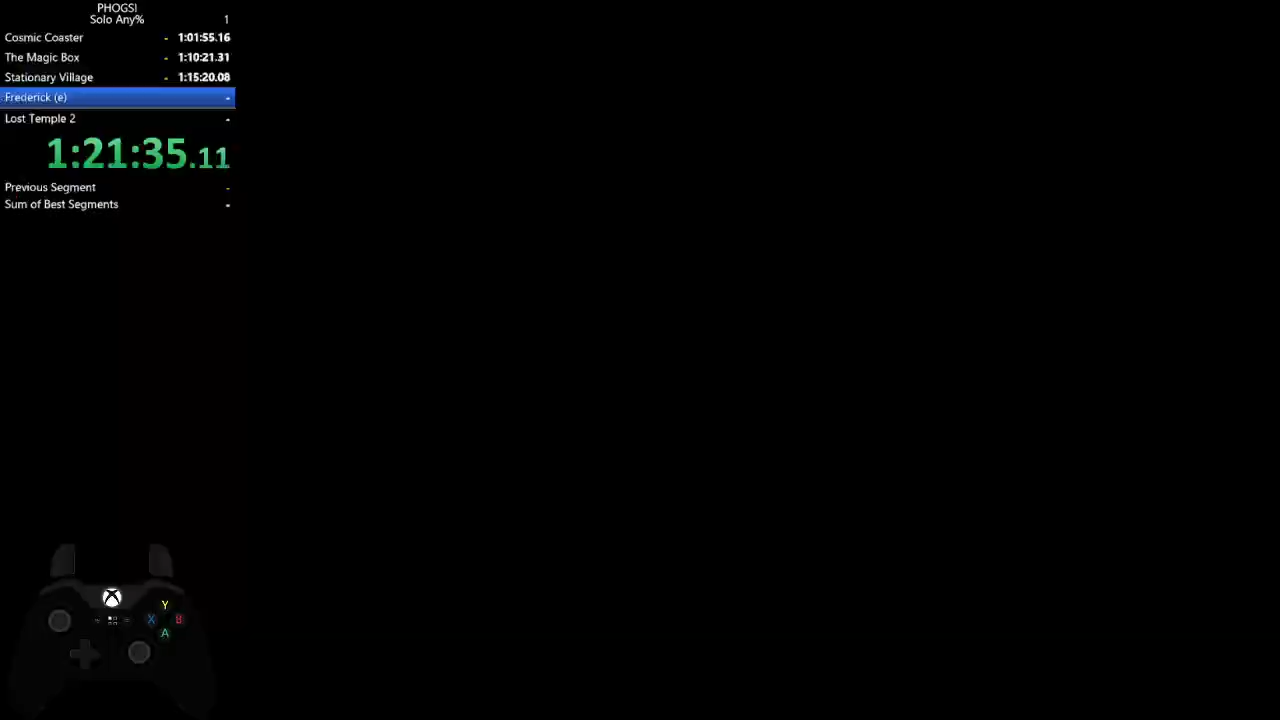 PHOGS!
Solo Any% 1
Cosmic Coaster - 1:01:55.16
The Magic Box - 1:10:21.31
Stationary Village - 1:15:20.08
Frederick (e) -
Lost Temple 2 -
1:21:35.11
Previous Segment -
Sum of Best Segments -
Y
X B
A